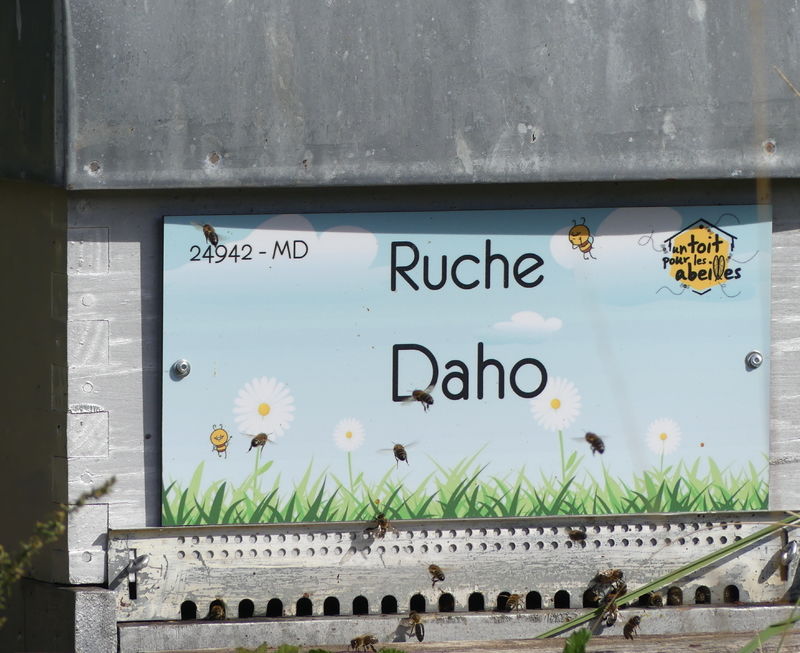 24942 - MD
Ruche
Daho
un toit
pour les
abeilles